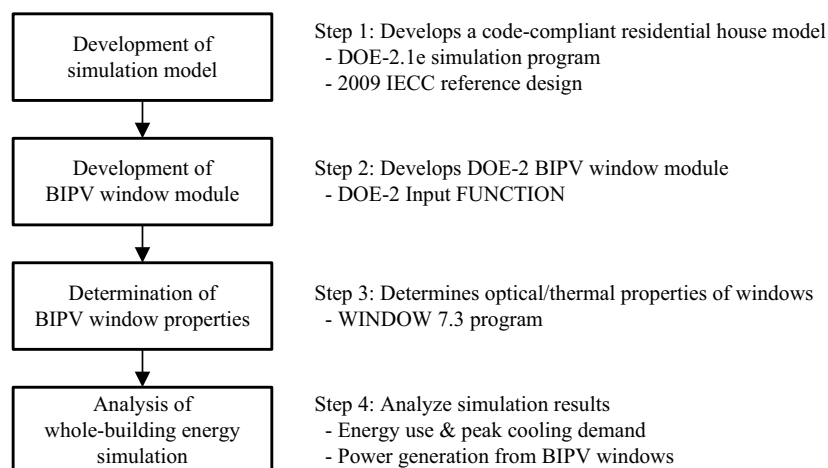 Development of
simulation model
Step 1: Develops a code-compliant residential house model
- DOE-2.1e simulation program
- 2009 IECC reference design
Development of
BIPV window module
Step 2: Develops DOE-2 BIPV window module
- DOE-2 Input FUNCTION
Determination of
BIPV window properties
Step 3: Determines optical/thermal properties of windows
- WINDOW 7.3 program
Analysis of
whole-building energy
simulation
Step 4: Analyze simulation results
- Energy use & peak cooling demand
- Power generation from BIPV windows